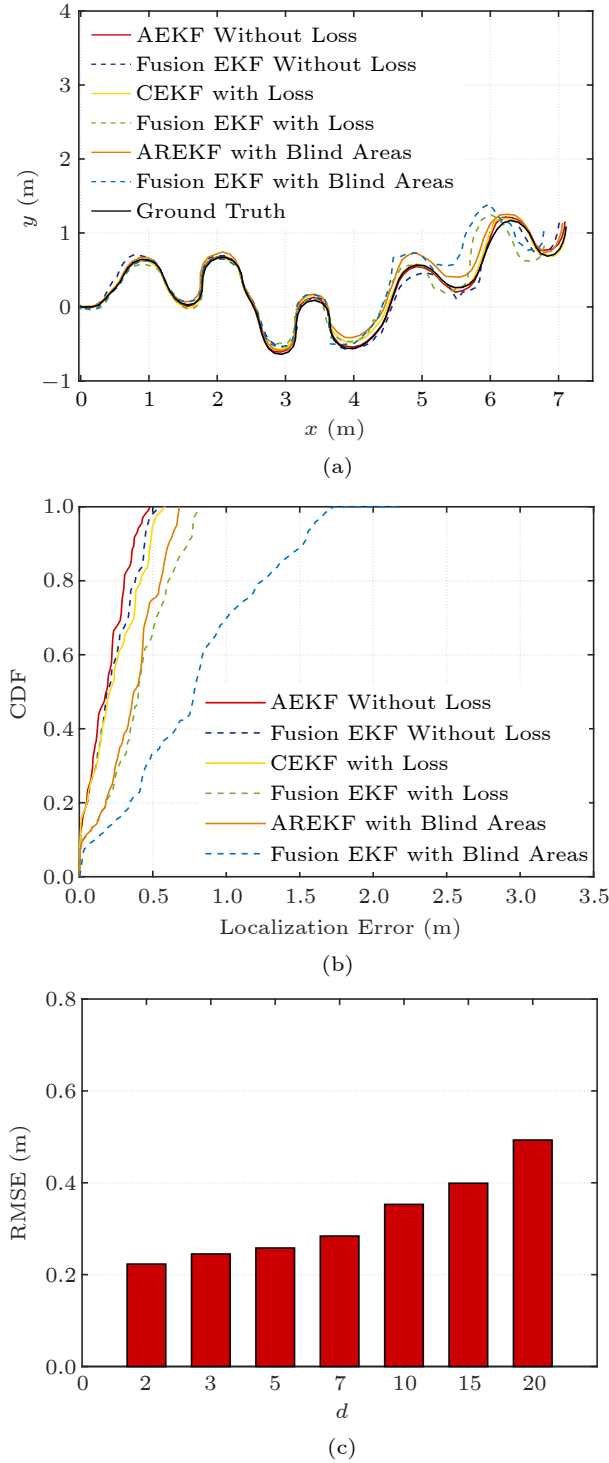 4
3
2
1
0
−1
y (m)
AEKF Without Loss
Fusion EKF Without Loss
CEKF with Loss
Fusion EKF with Loss
AREKF with Blind Areas
Fusion EKF with Blind Areas
Ground Truth
0 1 2 3 4 5 6 7
x (m)
(a)
1.0
0.8
0.6
0.4
0.2
0.0
CDF
AEKF Without Loss
Fusion EKF Without Loss
CEKF with Loss
Fusion EKF with Loss
AREKF with Blind Areas
Fusion EKF with Blind Areas
0.0 0.5 1.0 1.5 2.0 2.5 3.0 3.5
Localization Error (m)
(b)
0.8
0.6
0.4
0.2
0.0
RMSE (m)
0 2 3 5 7 10 15 20
d
(c)